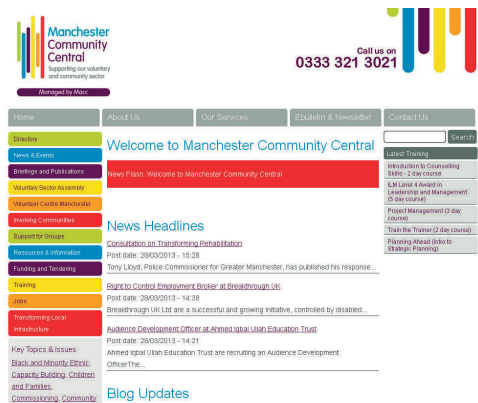 Manchester
Community
Central
Supporting our voluntary
and community sector
Managed by Macc
Call us on
0333 321 3021
Home
About Us
Our Services
Ebulletin & Newsletter
Contact Us
Directory
News & Events
Briefings and Publications
Voluntary Sector Assembly
Volunteer Centre Manchester
Involving Communities
Support for Groups
Resources & Information
Funding and Tendering
Training
Jobs
Transforming Local
Infrastructure
Key Topics & Issues
Black and Minority Ethnic,
Capacity Building, Children
and Families,
Commissioning, Community
Welcome to Manchester Community Central
News Flash: Welcome to Manchester Community Central
News Headlines
Consultation on Transforming Rehabilitation
Post date: 28/03/2013 - 15:28
Tony Lloyd, Police Commissioner for Greater Manchester, has published his response...
Right to Control Employment Broker at Breakthrough UK
Post date: 28/03/2013 - 14:38
Breakthrough UK Ltd are a successful and growing initiative, controlled by disabled...
Audience Development Officer at Ahmed Iqbal Ullah Education Trust
Post date: 28/03/2013 - 14:21
Ahmed Iqbal Ullah Education Trust are recruiting an Audience Development
OfficerThe...
Blog Updates
Search
Latest Training
Introduction to Counselling
Skills - 2 day course
ILM Level 4 Award in
Leadership and Management
(5 day course)
Project Management (3 day
course)
Train the Trainer (2 day course)
Planning Ahead (Intro to
Strategic Planning)